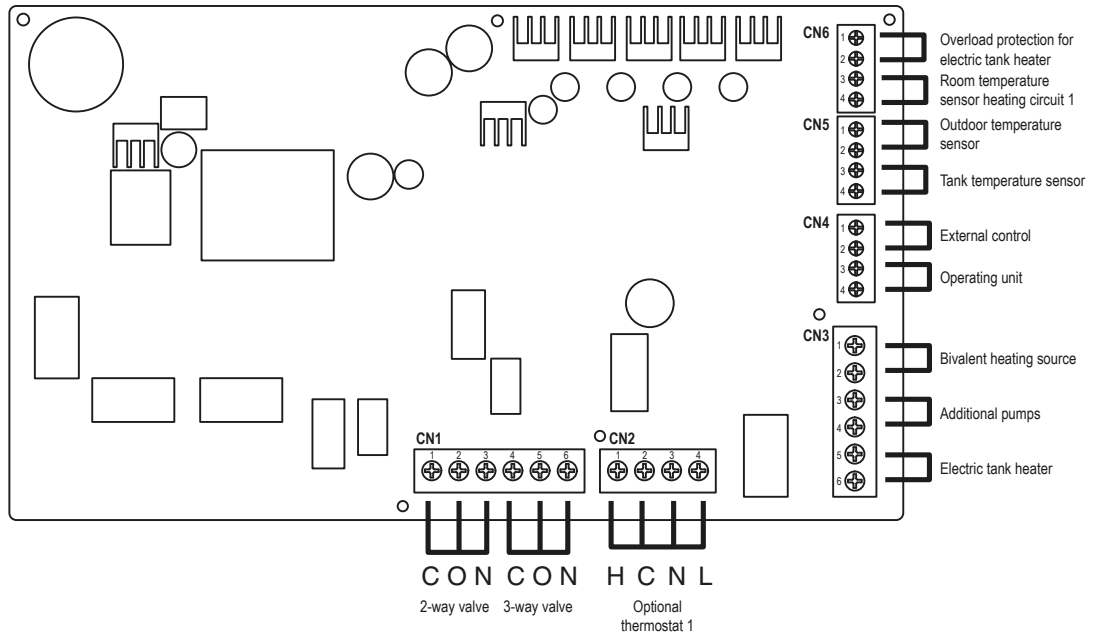 CN6
1
2
3
4
Overload protection for
electric tank heater
Room temperature
sensor heating circuit 1
CN5
1
2
3
4
Outdoor temperature
sensor
Tank temperature sensor
CN4
1
2
3
4
External control
Operating unit
CN3
1
2
3
4
5
6
Bivalent heating source
Additional pumps
Electric tank heater
CN1
1 2 3 4 5 6
C O N C O N
2-way valve 3-way valve
CN2
1 2 3 4
H C N L
Optional
thermostat 1